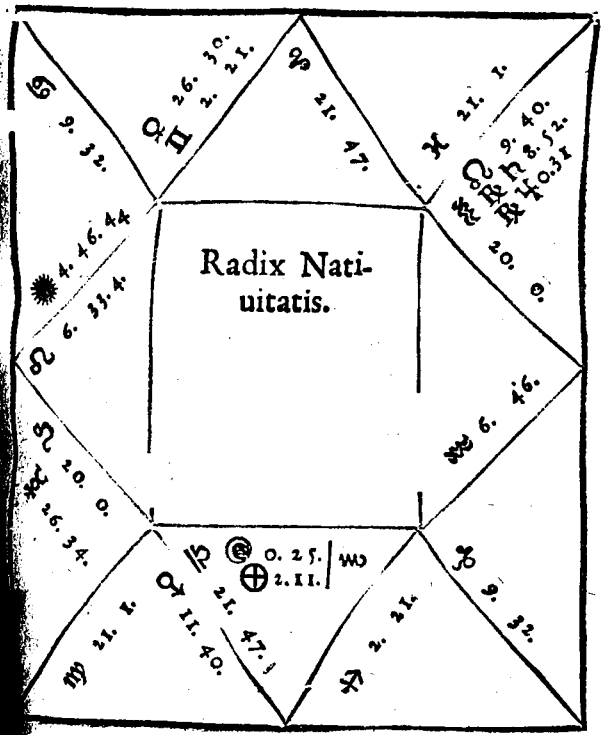 ♀ 26. 30.
♊ 2. 21.
♈ 21. 47.
♓ 21. 1.
☊ 9. 40.
♒ ℞ ♄ 8. 52.
℞ ♃ 0. 31
20. 0.
♋ 9. 32.
☀ 4. 46. 44
♌ 6. 33. 4.
Radix Nati-
uitatis.
♒ 6. 46.
♌ 20. 0.
26. 34.
♍ 21. 1.
♎ 21. 47.
♂ 11. 40.
0. 25.
⊕ 2. 11.
♏
♐ 2. 21.
♑ 9. 32.